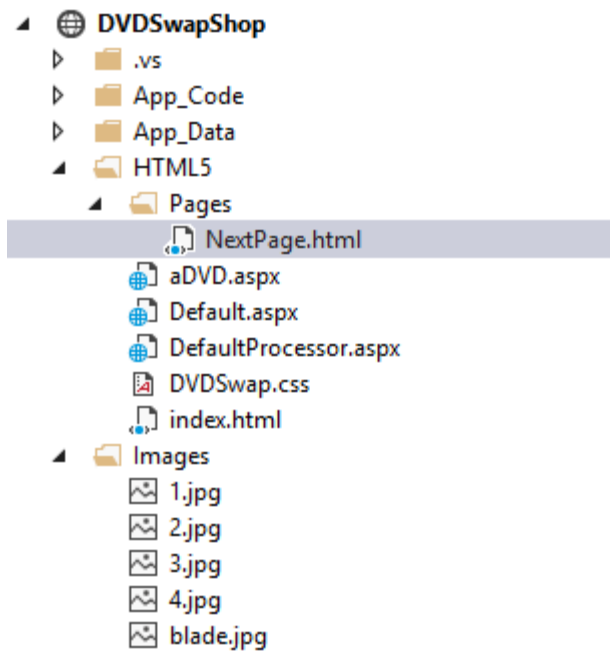 DVDSwapShop
.vs
App_Code
App_Data
HTML5
Pages
NextPage.html
aDVD.aspx
Default.aspx
DefaultProcessor.aspx
DVDSwap.css
index.html
Images
1.jpg
2.jpg
3.jpg
4.jpg
blade.jpg